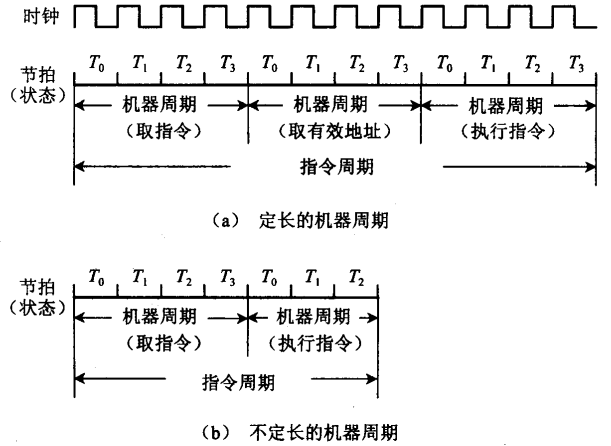 时钟
节拍
（状态）
T₀ T₁ T₂ T₃ T₀ T₁ T₂ T₃ T₀ T₁ T₂ T₃
机器周期 机器周期 机器周期
（取指令） （取有效地址） （执行指令）
指令周期
（a） 定长的机器周期
节拍
（状态）
T₀ T₁ T₂ T₃ T₀ T₁ T₂
机器周期 机器周期
（取指令） （执行指令）
指令周期
（b） 不定长的机器周期